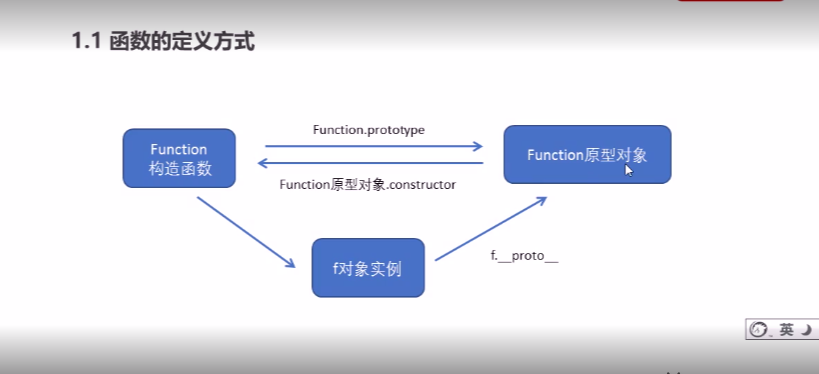 1.1 函数的定义方式
Function.prototype
Function
构造函数
Function原型对象
Function原型对象.constructor
f对象实例
f.__proto__
英